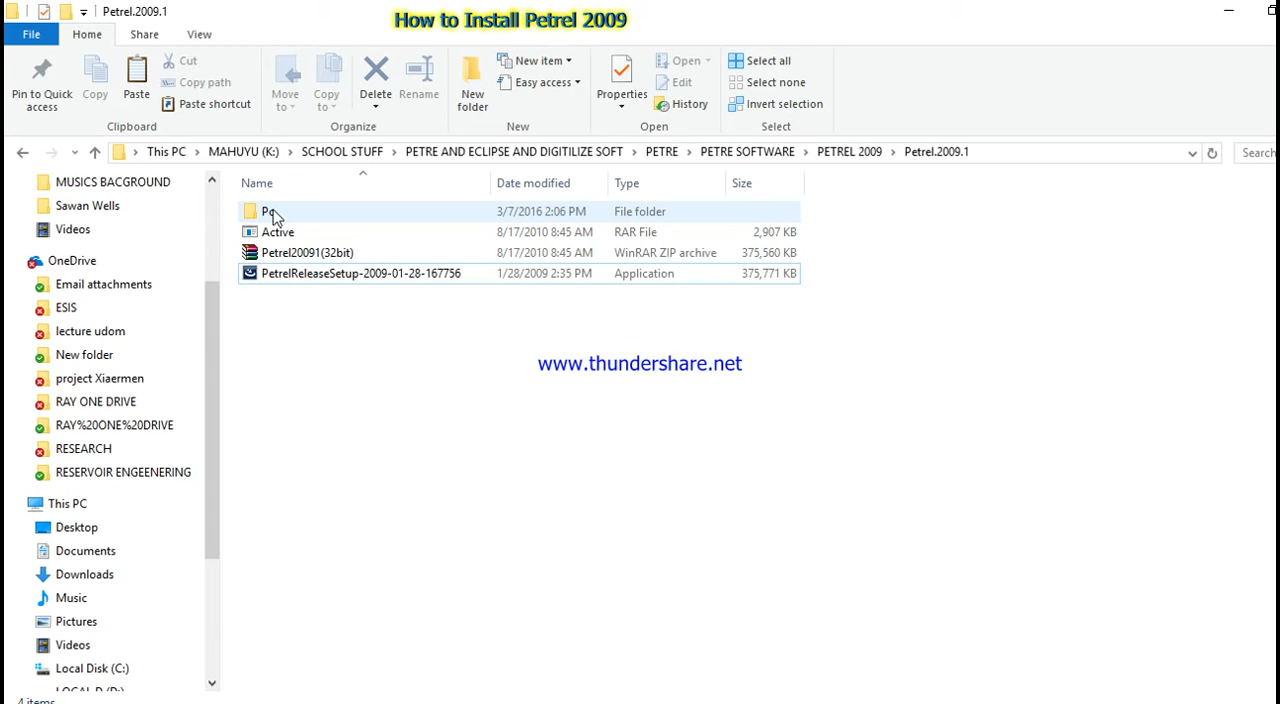 Petrel.2009.1
How to Install Petrel 2009
File Home Share View
Pin to Quick access
Copy
Paste
Cut
Copy path
Paste shortcut
Clipboard
Move to
Copy to
Delete
Rename
Organize
New folder
New item
Easy access
New
Properties
Open
Edit
History
Open
Select all
Select none
Invert selection
Select
This PC MAHUYU (K:) SCHOOL STUFF PETRE AND ECLIPSE AND DIGITILIZE SOFT PETRE PETRE SOFTWARE PETREL 2009 Petrel.2009.1
Search
MUSICS BACGROUND
Sawan Wells
Videos
OneDrive
Email attachments
ESIS
lecture udom
New folder
project Xiaermen
RAY ONE DRIVE
RAY%20ONE%20DRIVE
RESEARCH
RESERVOIR ENGEENERING
This PC
Desktop
Documents
Downloads
Music
Pictures
Videos
Local Disk (C:)
LOCAL D (D:)
4 items
Name Date modified Type Size
3/7/2016 2:06 PM File folder
Active 8/17/2010 8:45 AM RAR File 2,907 KB
Petrel20091(32bit) 8/17/2010 8:45 AM WinRAR ZIP archive 375,560 KB
PetrelReleaseSetup-2009-01-28-167756 1/28/2009 2:35 PM Application 375,771 KB
www.thundershare.net